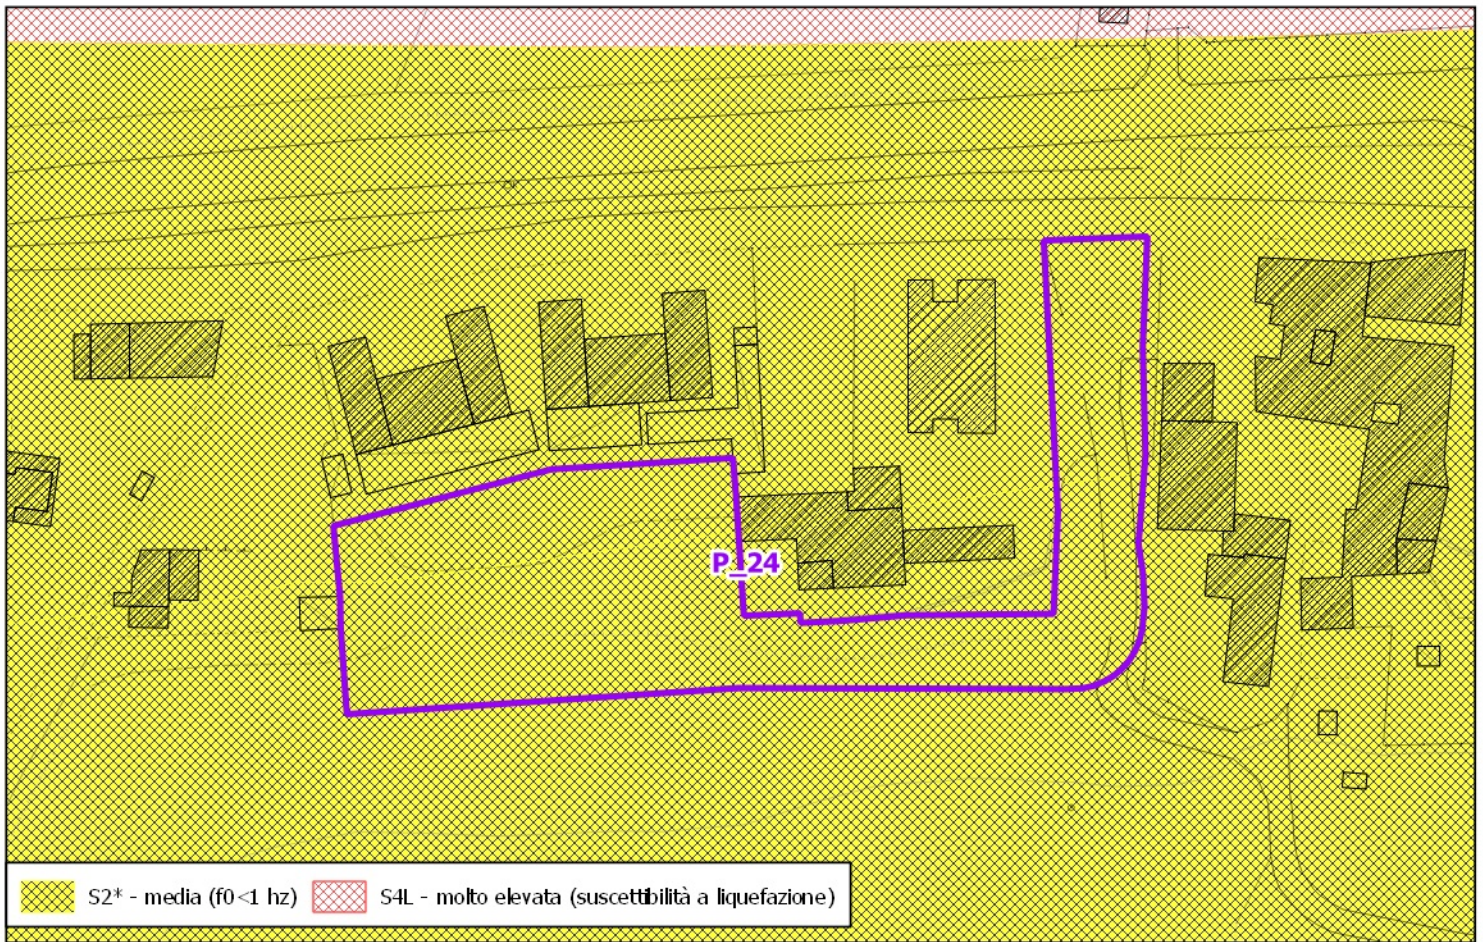 P_24
S2* - media (f0<1 hz)
S4L - molto elevata (suscettibilità a liquefazione)